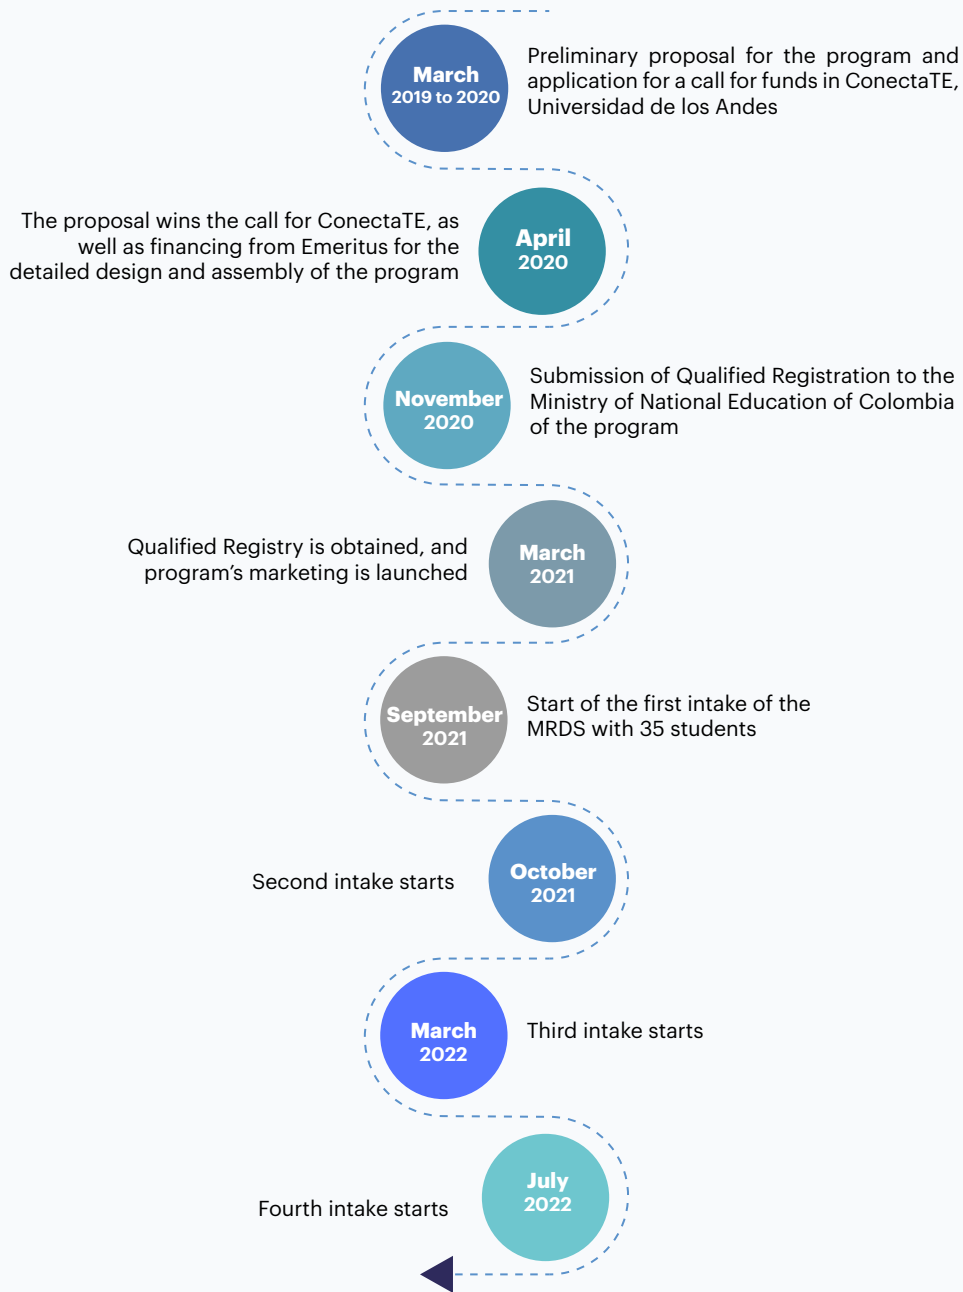 March
2019 to 2020
Preliminary proposal for the program and
application for a call for funds in ConectaTE,
Universidad de los Andes
The proposal wins the call for ConectaTE, as
well as financing from Emeritus for the
detailed design and assembly of the program
April
2020
November
2020
Submission of Qualified Registration to the
Ministry of National Education of Colombia
of the program
Qualified Registry is obtained, and
program’s marketing is launched
March
2021
September
2021
Start of the first intake of the
MRDS with 35 students
Second intake starts
October
2021
March
2022
Third intake starts
Fourth intake starts
July
2022